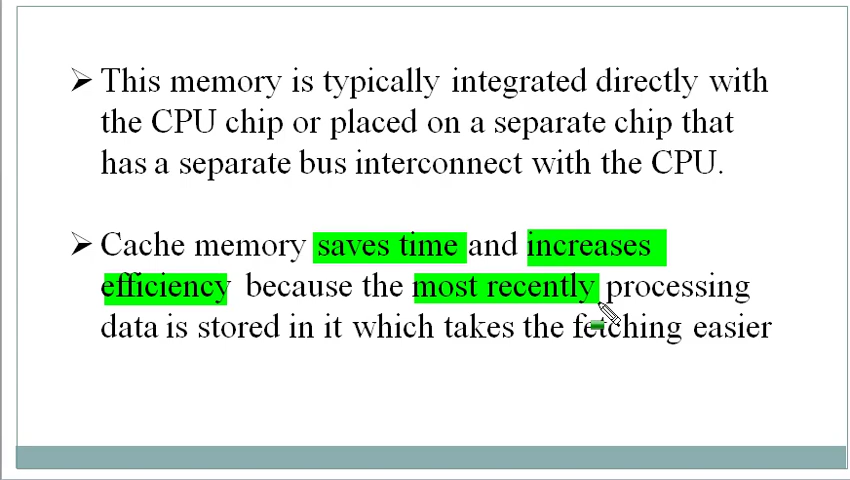 ➢ This memory is typically integrated directly with
the CPU chip or placed on a separate chip that
has a separate bus interconnect with the CPU.
➢ Cache memory saves time and increases
efficiency because the most recently processing
data is stored in it which takes the fetching easier